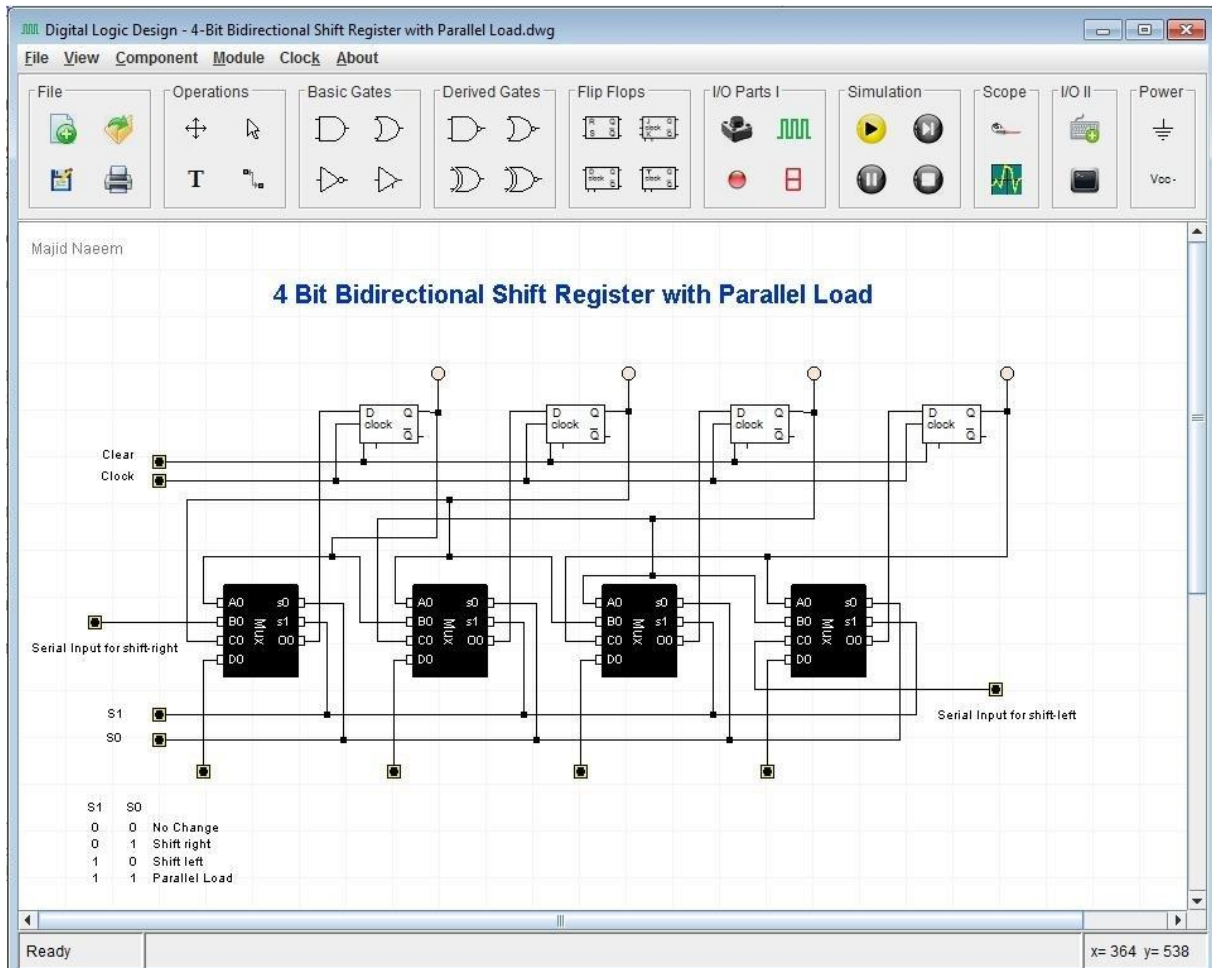 Digital Logic Design - 4-Bit Bidirectional Shift Register with Parallel Load.dwg
File View Component Module Clock About
File Operations Basic Gates Derived Gates Flip Flops I/O Parts I Simulation Scope I/O II Power
R Q S Q J Q clock K Q
T D Q clock Q T Q clock Q Vcc-
Majid Naeem
4 Bit Bidirectional Shift Register with Parallel Load
D Q D Q D Q D Q
clock clock clock clock
Q Q Q Q
Clear
Clock
A0 s0 A0 s0 A0 s0 A0 s0
B0 s1 B0 s1 B0 s1 B0 s1
Mux Mux Mux Mux
C0 O0 C0 O0 C0 O0 C0 O0
Serial Input for shift-right
D0 D0 D0 D0
S1
Serial Input for shift-left
S0
S1 S0
0 0 No Change
0 1 Shift right
1 0 Shift left
1 1 Parallel Load
Ready x= 364 y= 538